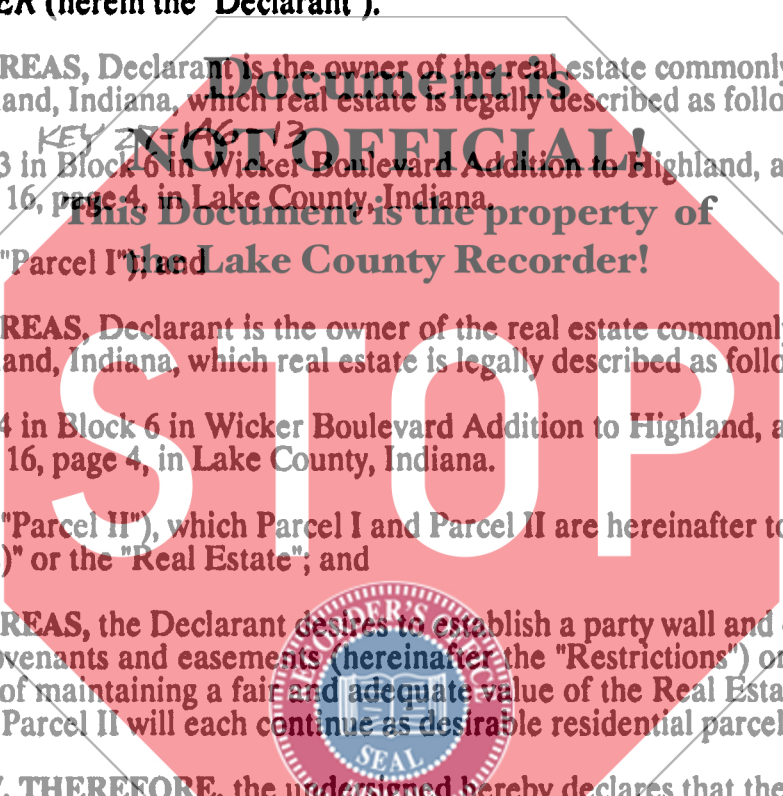 ER (herein the "Declarant").
REAS, Declarant is the owner of the real estate commonly
Document is
and, Indiana, which real estate is legally described as follo
KEY 27-146-13
NOT OFFICIAL!
3 in Block 6 in Wicker Boulevard Addition to Highland, a
16, page 4, in Lake County, Indiana.
This Document is the property of
"Parcel I"); and
the Lake County Recorder!
REAS, Declarant is the owner of the real estate commonl
and, Indiana, which real estate is legally described as follo
STOP
4 in Block 6 in Wicker Boulevard Addition to Highland, a
16, page 4, in Lake County, Indiana.
"Parcel II"), which Parcel I and Parcel II are hereinafter to
)" or the "Real Estate"; and
REAS, the Declarant desires to establish a party wall and
venants and easements (hereinafter the "Restrictions") or
of maintaining a fair and adequate value of the Real Esta
Parcel II will each continue as desirable residential parcel
SEAL
THEREFORE, the undersigned hereby declares that the